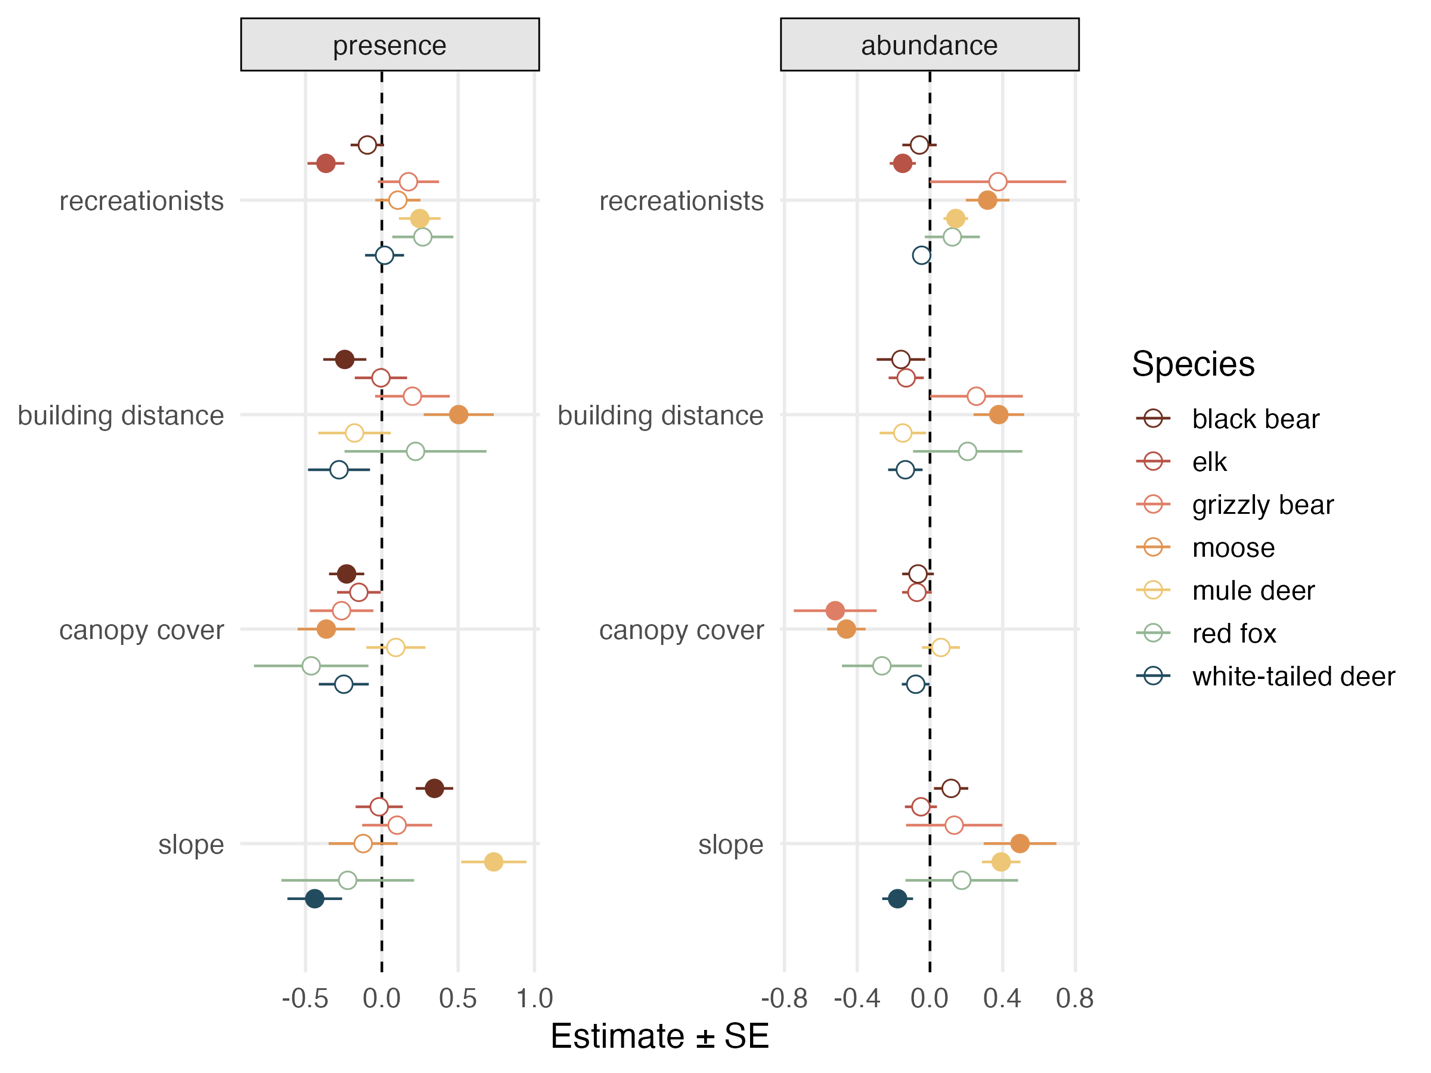 presence
abundance
recreationists
building distance
canopy cover
slope
recreationists
building distance
canopy cover
slope
-0.5 0.0 0.5 1.0
-0.8 -0.4 0.0 0.4 0.8
Estimate ± SE
Species
black bear
elk
grizzly bear
moose
mule deer
red fox
white-tailed deer